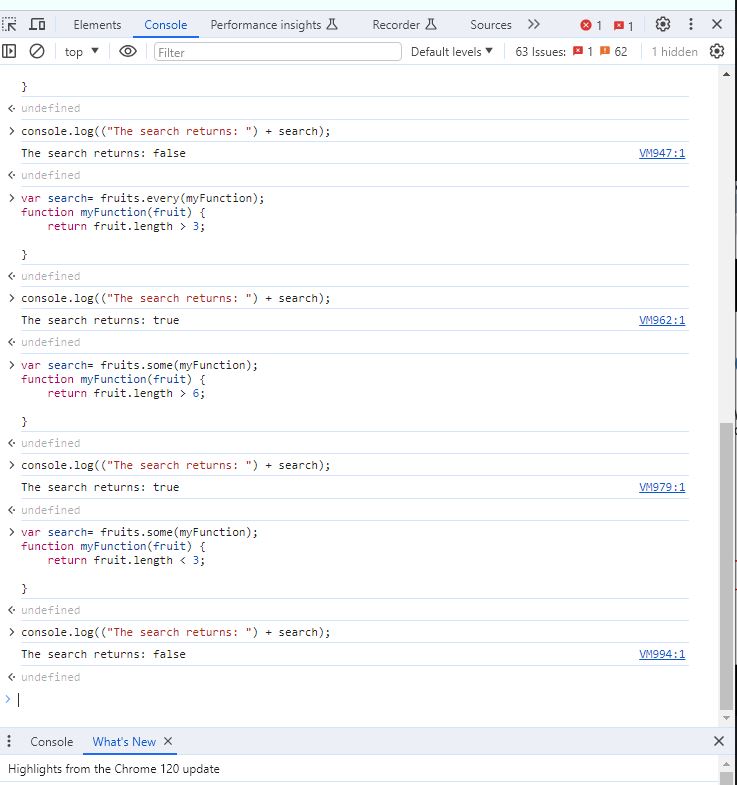 Elements Console Performance insights Recorder Sources 1 1
top Filter Default levels 63 Issues: 1 62 1 hidden
}
undefined
console.log(("The search returns: ") + search);
The search returns: false VM947:1
undefined
var search= fruits.every(myFunction);
function myFunction(fruit) {
return fruit.length > 3;
}
undefined
console.log(("The search returns: ") + search);
The search returns: true VM962:1
undefined
var search= fruits.some(myFunction);
function myFunction(fruit) {
return fruit.length > 6;
}
undefined
console.log(("The search returns: ") + search);
The search returns: true VM979:1
undefined
var search= fruits.some(myFunction);
function myFunction(fruit) {
return fruit.length < 3;
}
undefined
console.log(("The search returns: ") + search);
The search returns: false VM994:1
undefined
Console What's New
Highlights from the Chrome 120 update